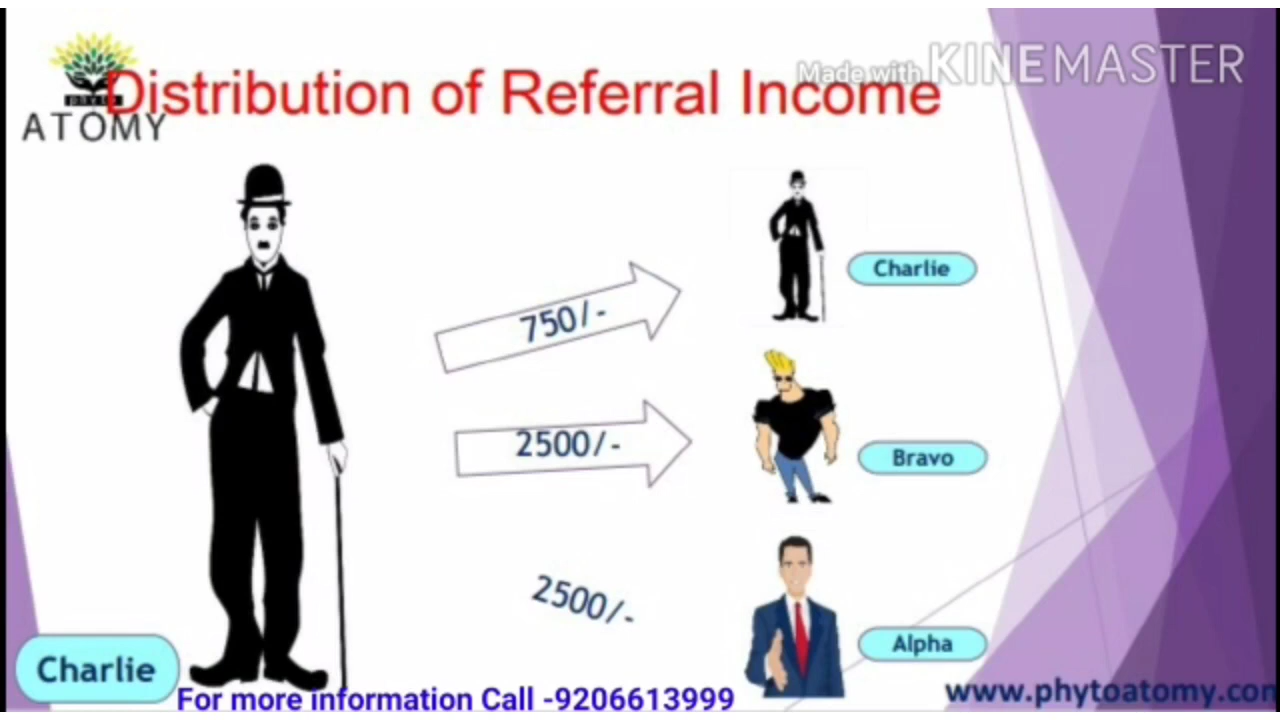 Distribution of Referral Income
Made with KINEMASTER
phyto
ATOMY
750/-
Charlie
2500/-
Bravo
2500/-
Alpha
Charlie
For more information Call -9206613999
www.phytoatomy.com